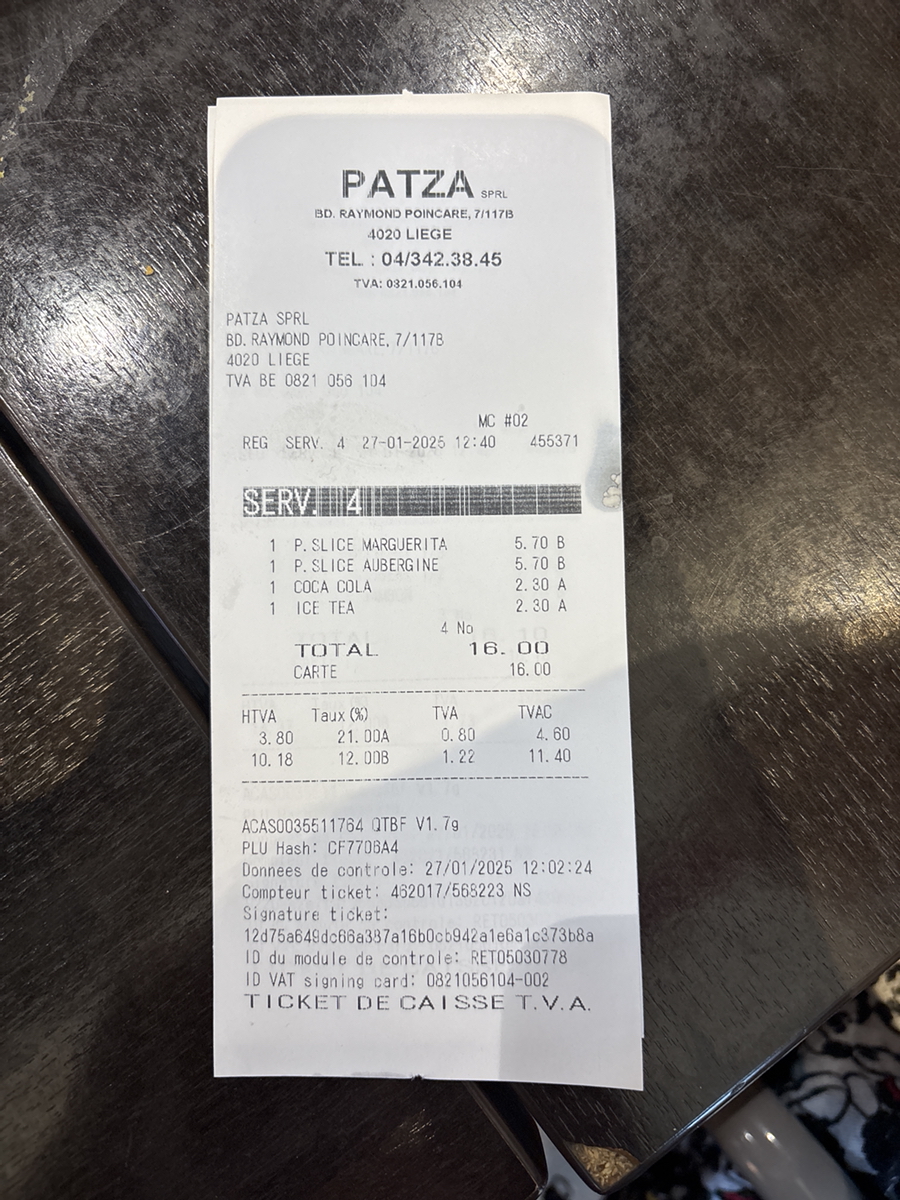 PATZA SPRL
BD. RAYMOND POINCARE, 7/117B
4020 LIEGE
TEL : 04/342.38.45
TVA: 0821.056.104
PATZA SPRL
BD. RAYMOND POINCARE, 7/117B
4020 LIEGE
TVA BE 0821 056 104
MC #02
REG SERV. 4 27-01-2025 12:40 455371
SERV. 4
1 P.SLICE MARGUERITA 5.70 B
1 P.SLICE AUBERGINE 5.70 B
1 COCA COLA 2.30 A
1 ICE TEA 2.30 A
4 No
TOTAL 16.00
CARTE 16.00
HTVA Taux(%) TVA TVAC
3.80 21.00A 0.80 4.60
10.18 12.00B 1.22 11.40
ACAS0035511764 QTBF V1.7g
PLU Hash: CF7706A4
Donnees de controle: 27/01/2025 12:02:24
Compteur ticket: 462017/568223 NS
Signature ticket:
12d75a649dc66a387a16b0cb942a1e6a1c373b8a
ID du module de controle: RET05030778
ID VAT signing card: 0821056104-002
TICKET DE CAISSE T.V.A.